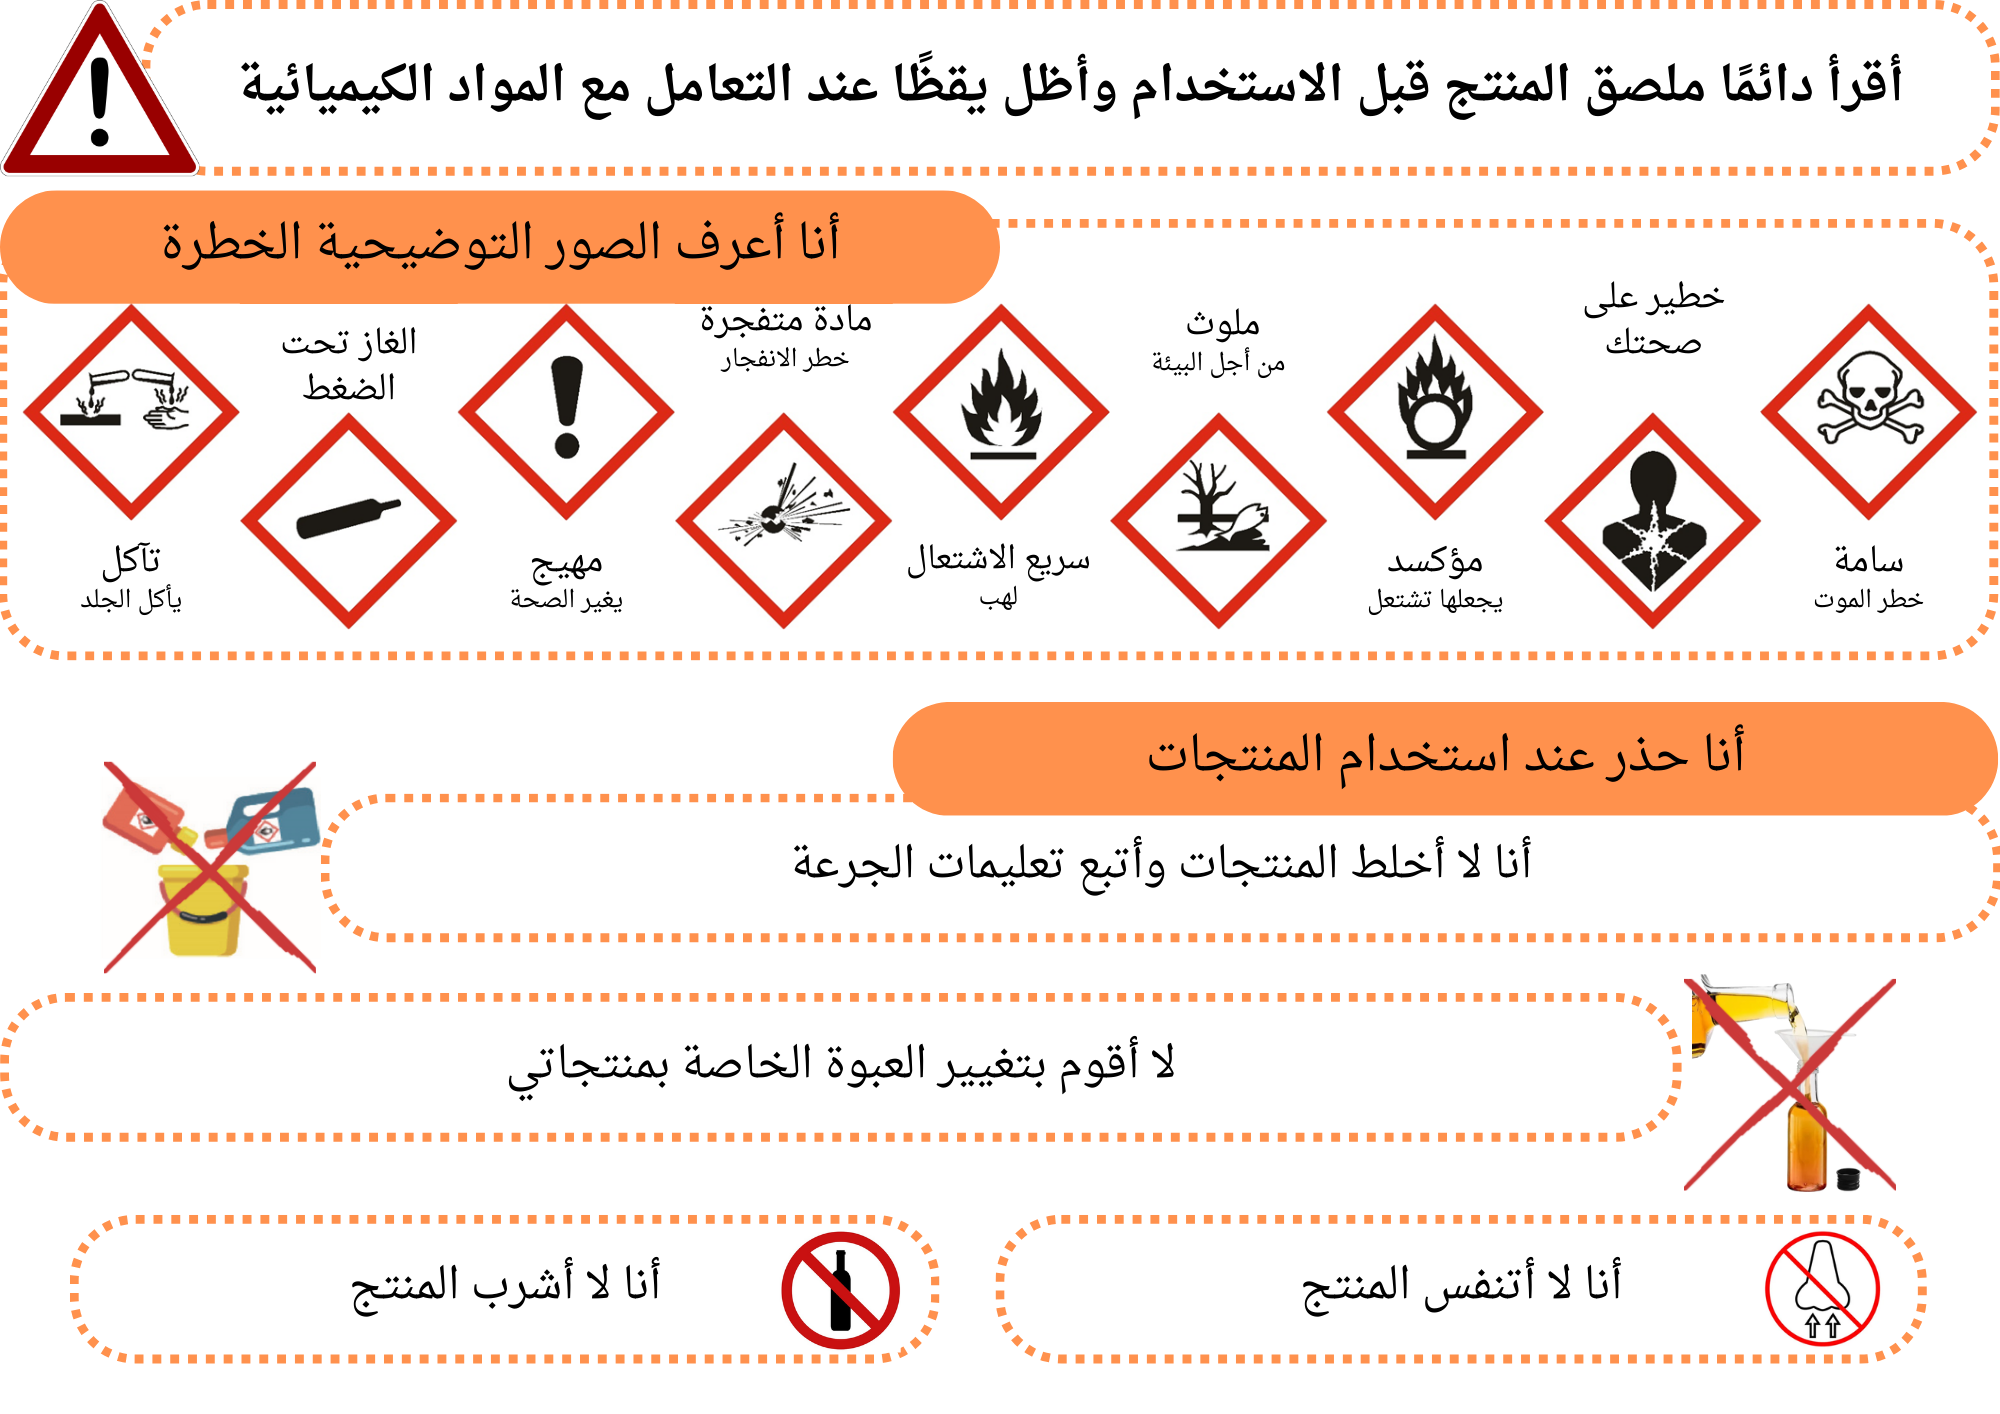 أقرأ دائمًا ملصق المنتج قبل الاستخدام وأظل يقظًا عند التعامل مع المواد الكيميائية
أنا أعرف الصور التوضيحية الخطرة
سامة
خطر الموت
خطير على
صحتك
مؤكسد
يجعلها تشتعل
ملوث
من أجل البيئة
سريع الاشتعال
لهب
مادة متفجرة
خطر الانفجار
مهيج
يغير الصحة
الغاز تحت
الضغط
تآكل
يأكل الجلد
أنا حذر عند استخدام المنتجات
أنا لا أخلط المنتجات وأتبع تعليمات الجرعة
لا أقوم بتغيير العبوة الخاصة بمنتجاتي
أنا لا أتنفس المنتج
أنا لا أشرب المنتج